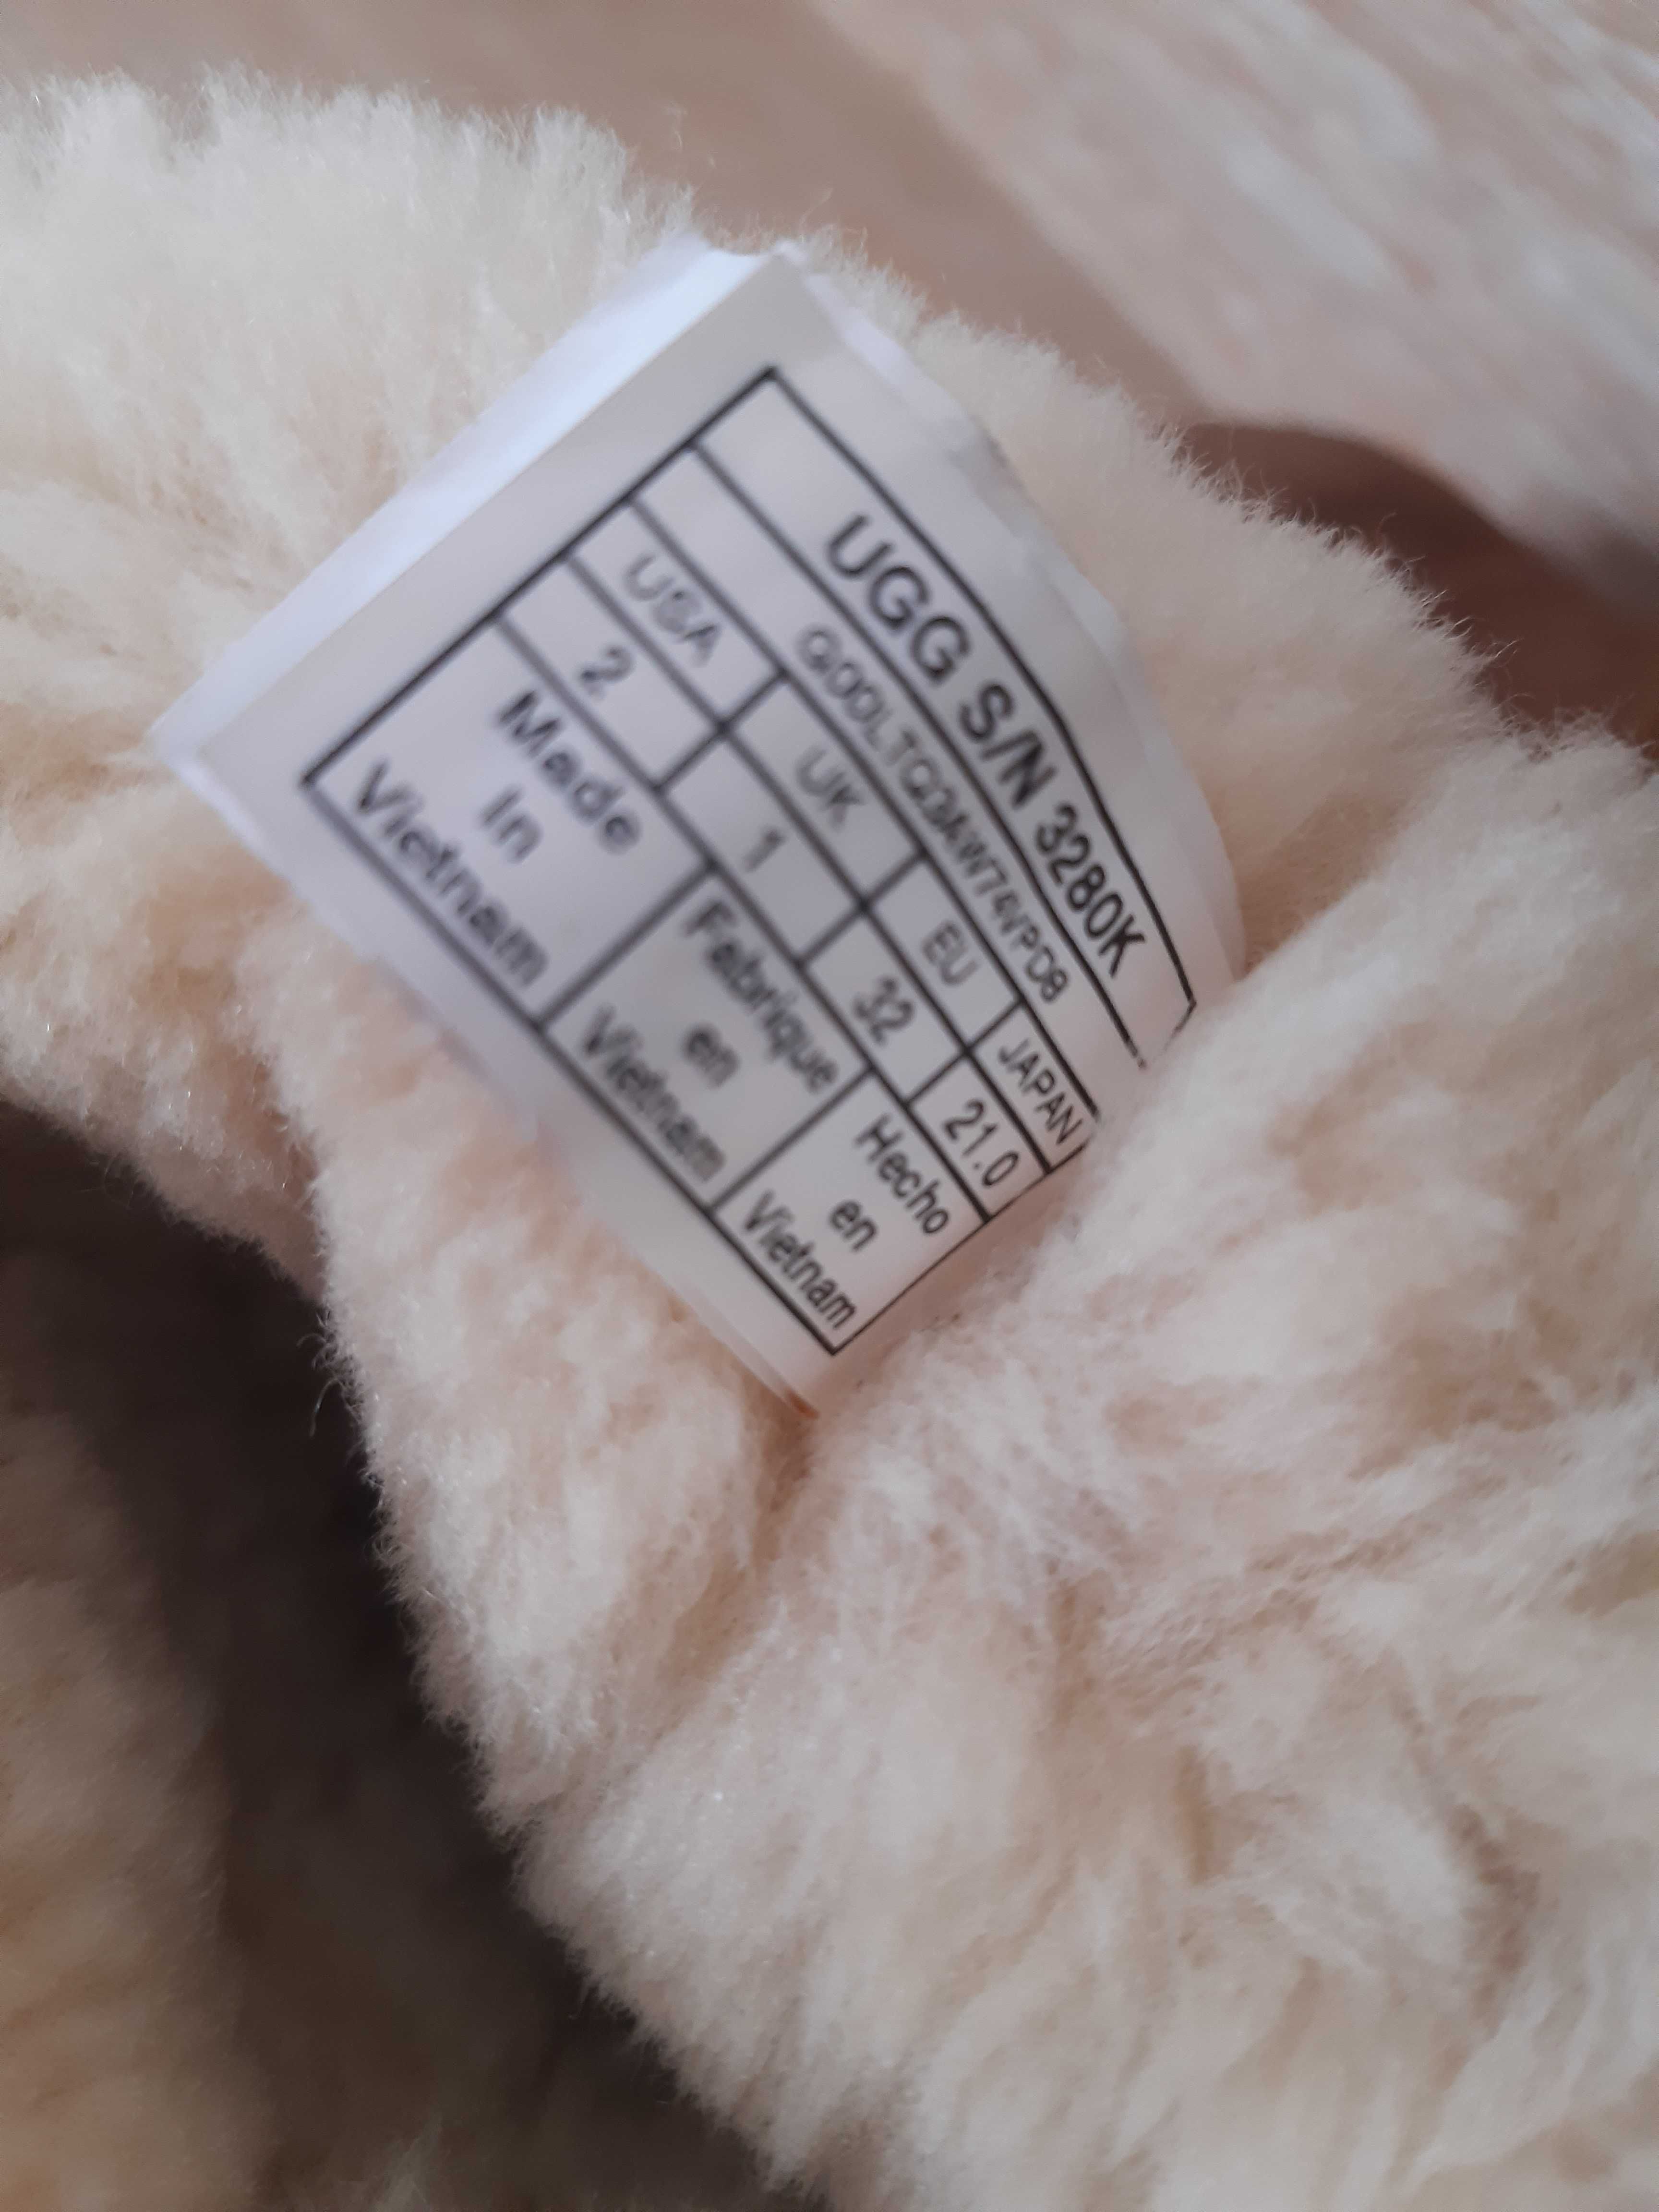 UGG S/N 3280K
USA UK EU JAPAN
2 1 32 21.0
Made Fabrique Hecho
In en en
Vietnam Vietnam Vietnam